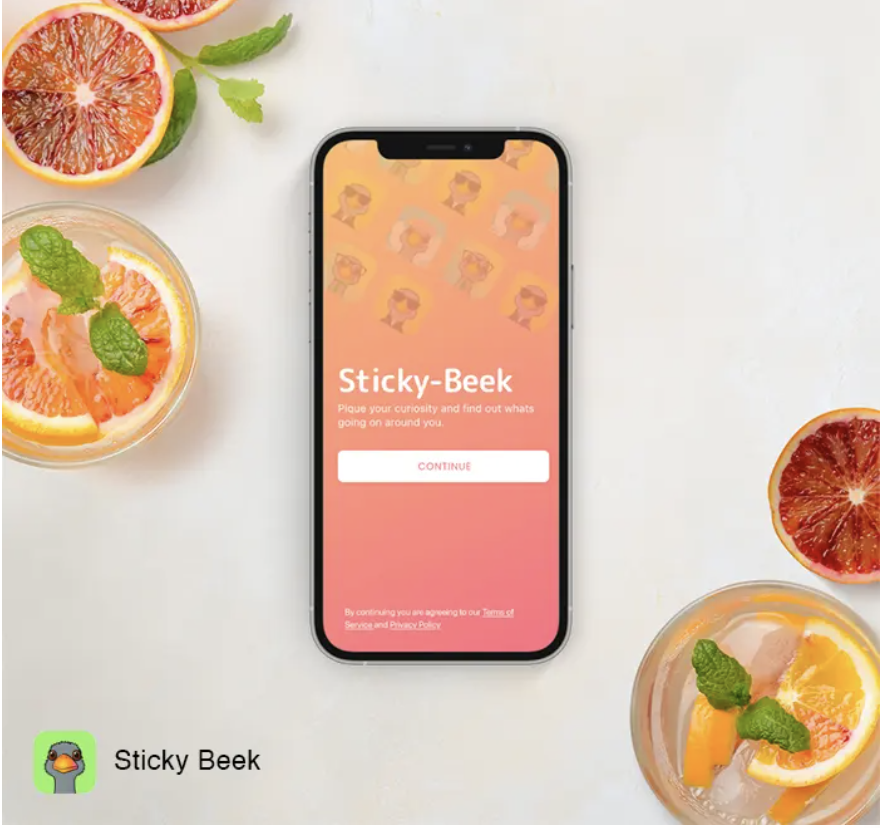 Sticky-Beek
Pique your curiosity and find out whats
going on around you.
CONTINUE
By continuing you are agreeing to our Terms of
Service and Privacy Policy
Sticky Beek